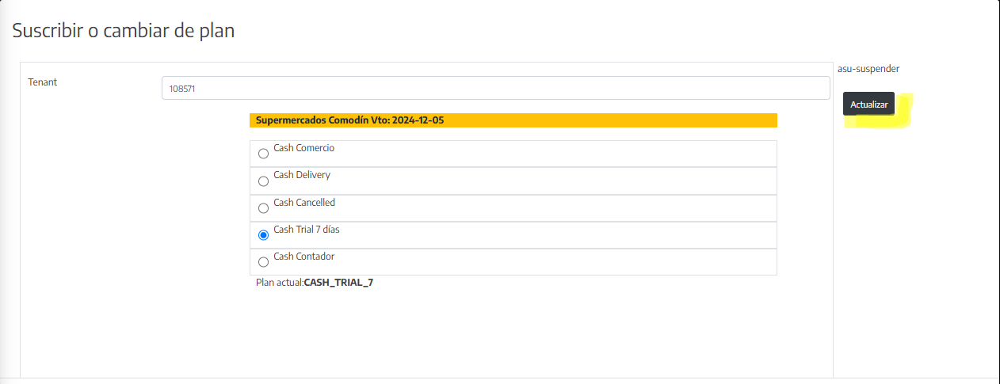 Suscribir o cambiar de plan
asu-suspender
Tenant
108571
Actualizar
Supermercados Comodín Vto: 2024-12-05
Cash Comercio
Cash Delivery
Cash Cancelled
Cash Trial 7 días
Cash Contador
Plan actual:CASH_TRIAL_7